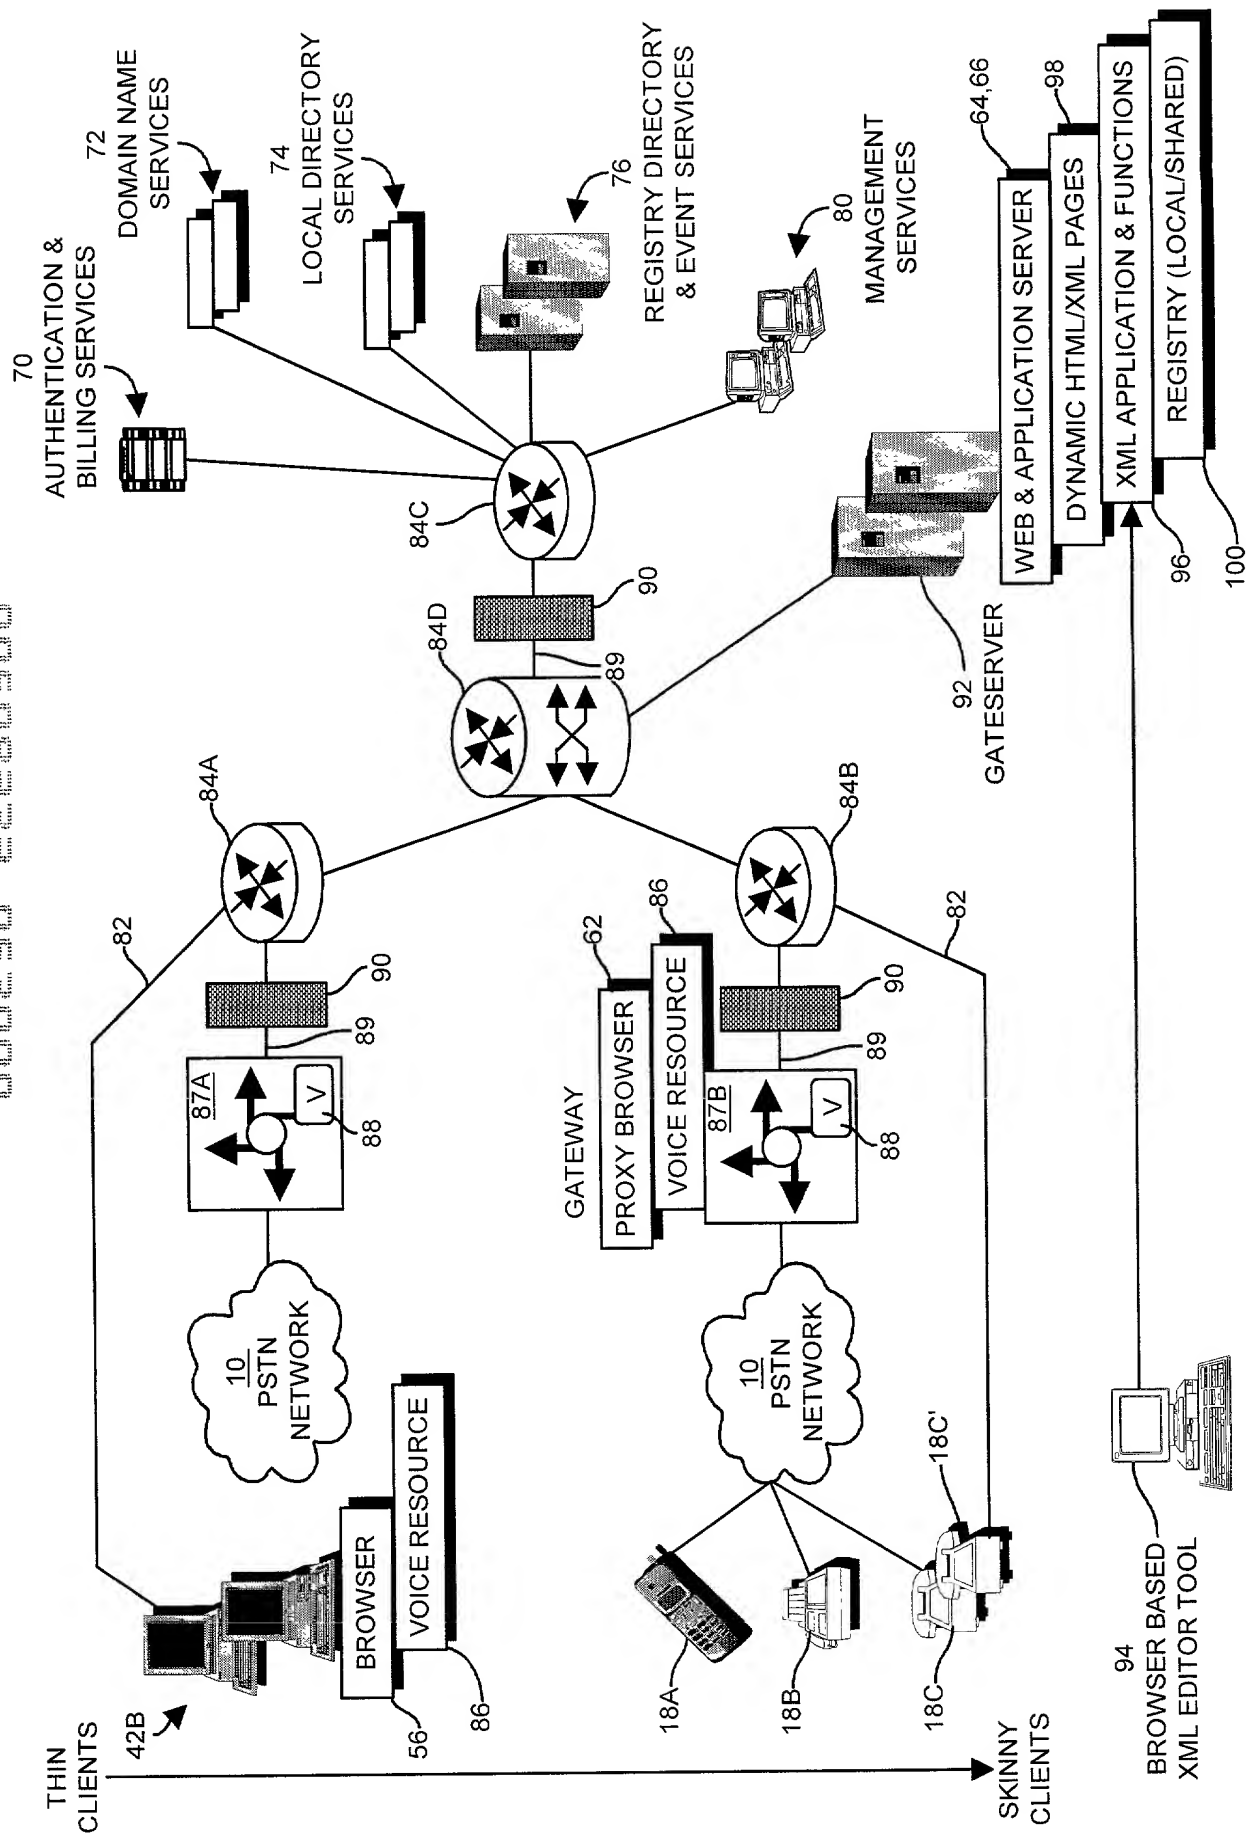 THIN
CLIENTS
42B
56
86
BROWSER
VOICE RESOURCE
10
PSTN
NETWORK
87A
V
88
89
90
82
84A
70
AUTHENTICATION &
BILLING SERVICES
72
DOMAIN NAME
SERVICES
74
LOCAL DIRECTORY
SERVICES
76
REGISTRY DIRECTORY
& EVENT SERVICES
80
MANAGEMENT
SERVICES
84C
90
89
84D
18A
18B
18C
18C'
10
PSTN
NETWORK
GATEWAY
PROXY BROWSER
62
VOICE RESOURCE
86
87B
V
88
89
90
84B
82
92
GATESERVER
WEB & APPLICATION SERVER
64,66
DYNAMIC HTML/XML PAGES
98
XML APPLICATION & FUNCTIONS
96
REGISTRY (LOCAL/SHARED)
100
SKINNY
CLIENTS
94
BROWSER BASED
XML EDITOR TOOL